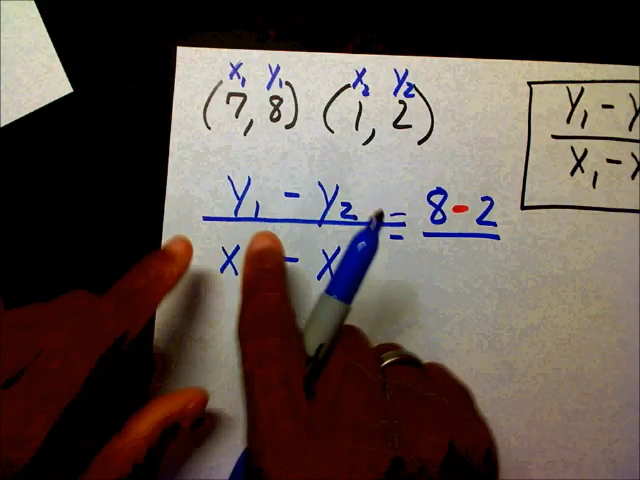 x₁ y₁ x₂ y₂
(7, 8) (1, 2)
y₁ - y₂ = 8 - 2
x - x
y₁ - y
x₁ - x